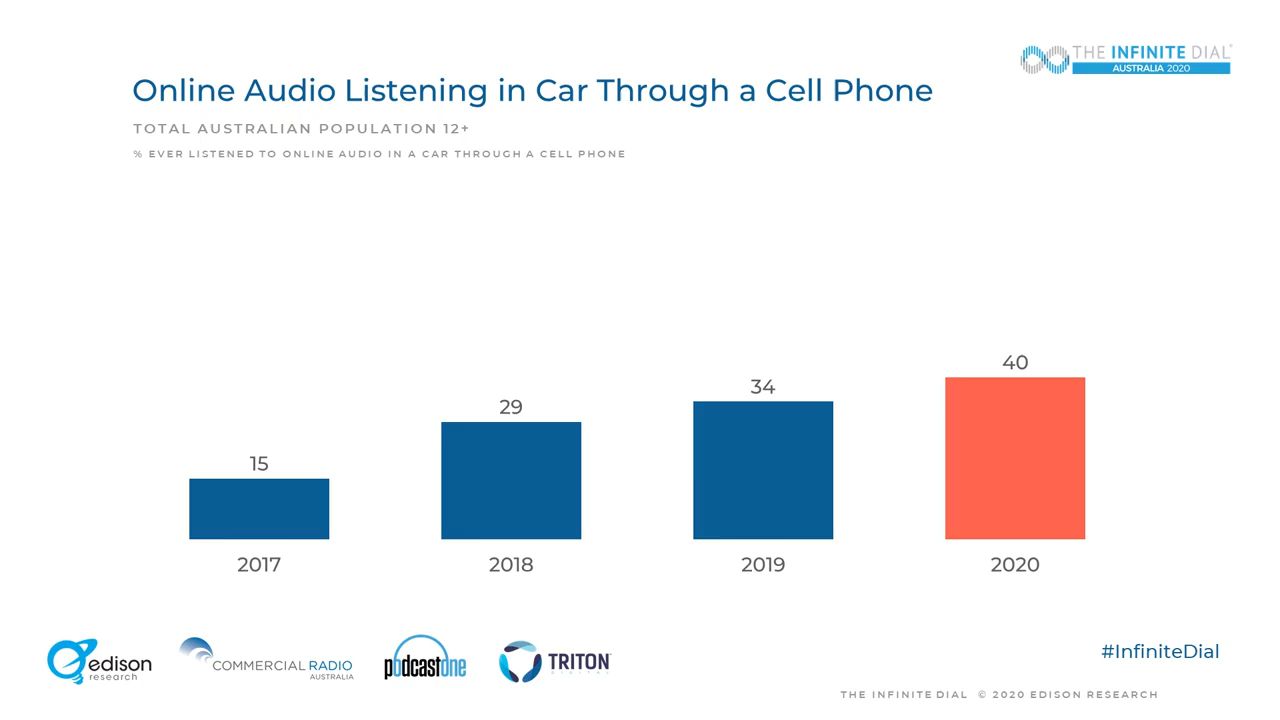 THE INFINITE DIAL®
AUSTRALIA 2020
Online Audio Listening in Car Through a Cell Phone
TOTAL AUSTRALIAN POPULATION 12+
% EVER LISTENED TO ONLINE AUDIO IN A CAR THROUGH A CELL PHONE
15
29
34
40
2017
2018
2019
2020
edison
research
COMMERCIAL RADIO
AUSTRALIA
podcastone
TRITON
#InfiniteDial
THE INFINITE DIAL © 2020 EDISON RESEARCH